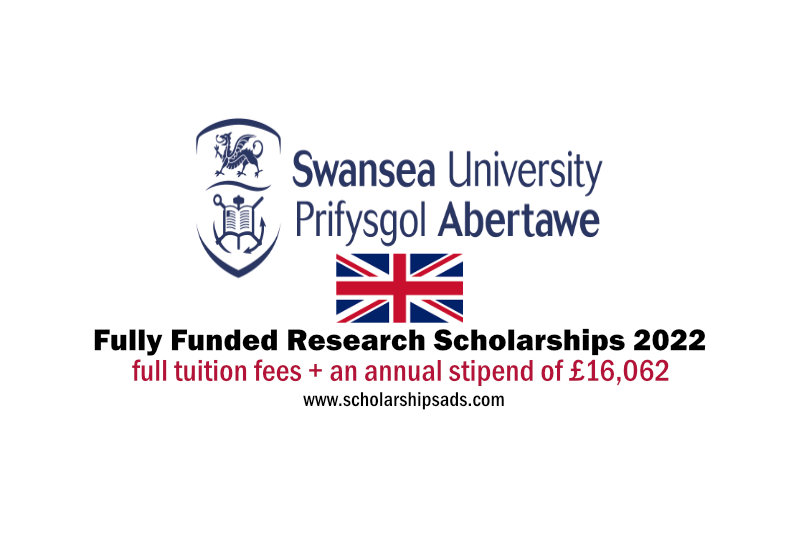 Swansea University
Prifysgol Abertawe
Fully Funded Research Scholarships 2022
full tuition fees + an annual stipend of £16,062
www.scholarshipsads.com